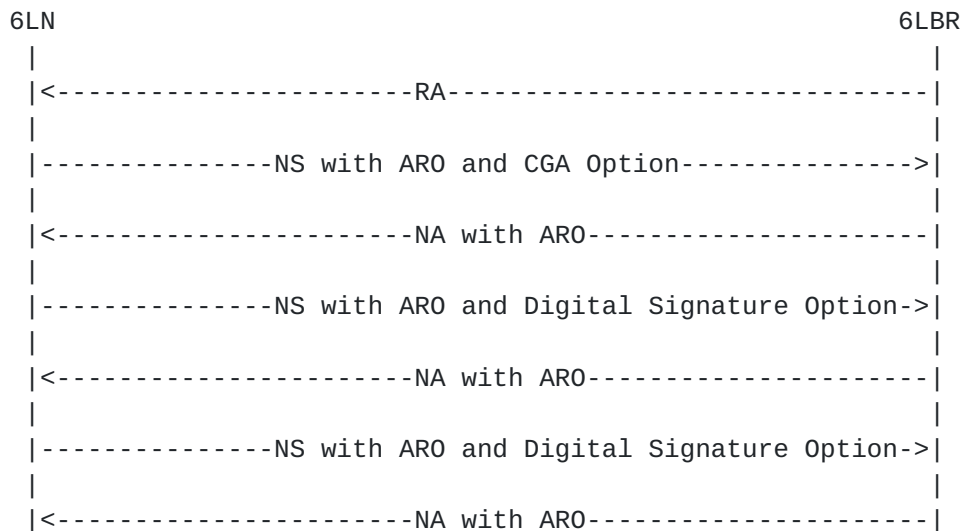 6LN                                                     6LBR
 |                                                         |
 |<-----------------------RA-------------------------------|
 |                                                         |
 |---------------NS with ARO and CGA Option--------------->|
 |                                                         |
 |<-----------------------NA with ARO----------------------|
 |                                                         |
 |---------------NS with ARO and Digital Signature Option->|
 |                                                         |
 |<-----------------------NA with ARO----------------------|
 |                                                         |
 |---------------NS with ARO and Digital Signature Option->|
 |                                                         |
 |<-----------------------NA with ARO----------------------|